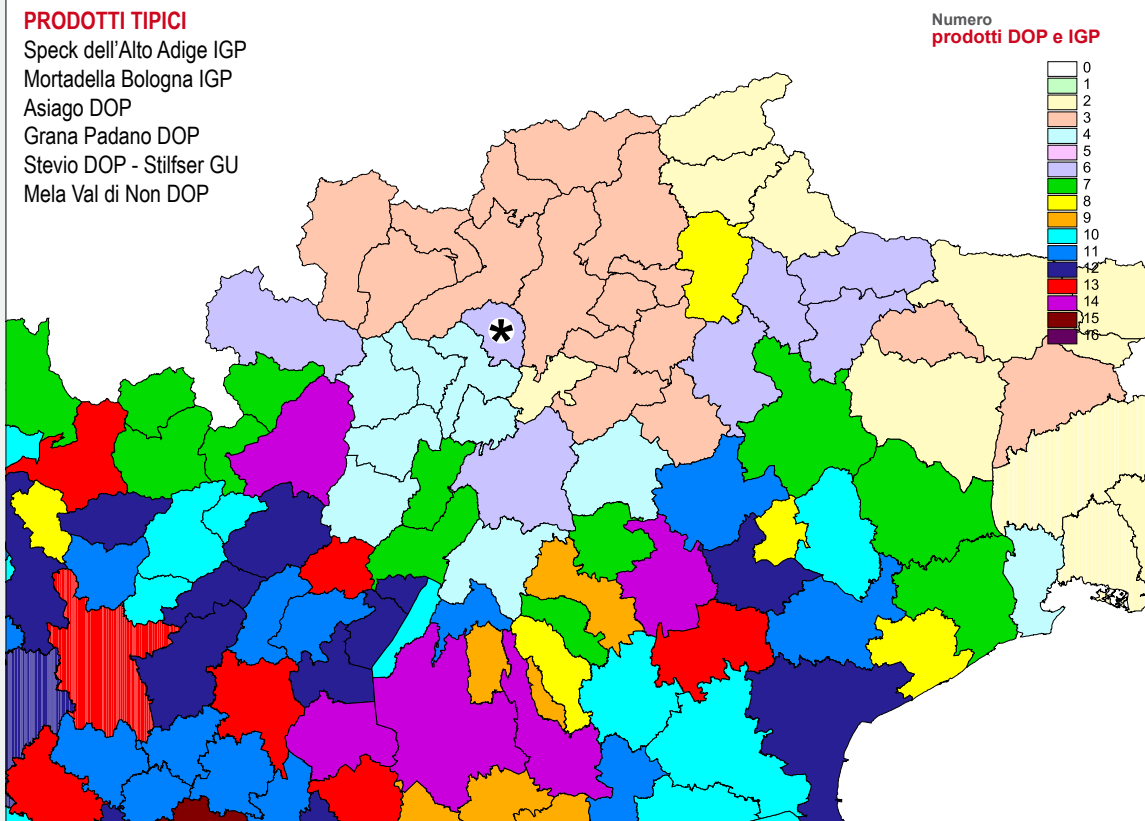 PRODOTTI TIPICI
Speck dell'Alto Adige IGP
Mortadella Bologna IGP
Asiago DOP
Grana Padano DOP
Stevio DOP - Stilfser GU
Mela Val di Non DOP
Numero
prodotti DOP e IGP
0
1
2
3
4
5
6
7
8
9
10
11
12
13
14
15
16
*